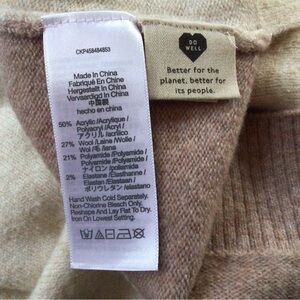 CKP458484853
Made In China
Fabriqué En Chine
Hergestellt In China
Vervaardigd In China
中国製
hecho en china
50% Acrylic /Acrylique /
Polyacryl /Acryl /
アクリル /acrílico
27% Wool /Laine /Wolle /
Wol /毛 /lana
21% Polyamide /Polyamide /
Polyamid /Polyamide /
ナイロン /poliamida
2% Elastane /Elasthanne /
Elastan /Elastaan /
ポリウレタン /elastano
Hand Wash Cold Separately.
Non-Chlorine Bleach Only.
Reshape And Lay Flat To Dry.
Iron On Lowest Setting.
DO
WELL
Better for the
planet, better for
its people.